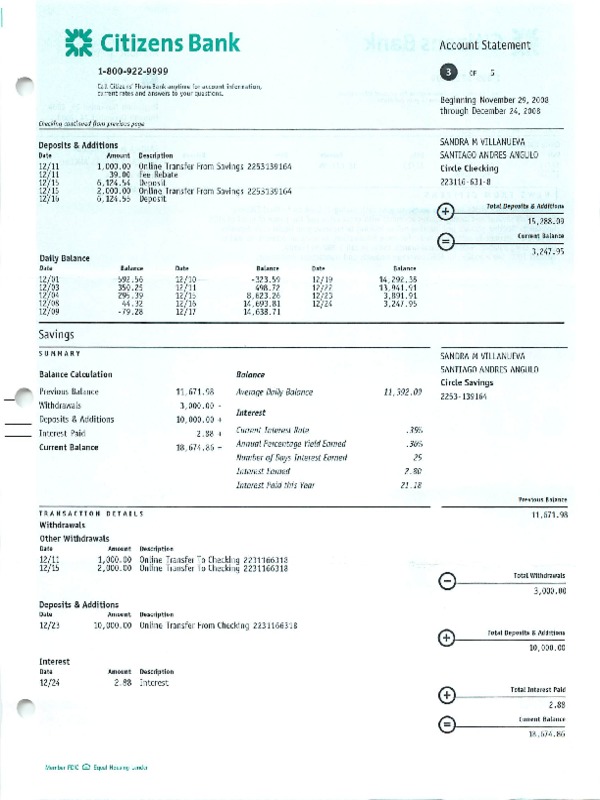 Citizens Bank
Account Statement
1-800-922-9999
Call Citizens' PhoneBank anytime for account information,
current rates and answers to your questions.
3 OF 5
Beginning November 29, 2008
through December 24, 2008
Checking continued from previous page
SANDRA M VILLANUEVA
SANTIAGO ANDRES ANGULO
Circle Checking
223116-631-8
Deposits & Additions
Date Amount Description
12/11 1,000.00 Online Transfer From Savings 2253139164
12/11 39.00 Fee Rebate
12/15 6,124.54 Deposit
12/15 2,000.00 Online Transfer From Savings 2253139164
12/16 6,124.55 Deposit
+ Total Deposits & Additions
15,288.09
= Current Balance
3,247.95
Daily Balance
Date Balance Date Balance Date Balance
12/01 592.56 12/10 -323.59 12/19 14,292.35
12/03 350.25 12/11 498.72 12/22 13,941.91
12/04 295.39 12/15 8,623.26 12/23 3,891.91
12/08 44.32 12/16 14,693.81 12/24 3,247.95
12/09 -79.28 12/17 14,638.71
Savings
SUMMARY
SANDRA M VILLANUEVA
SANTIAGO ANDRES ANGULO
Circle Savings
2253-139164
Balance Calculation
Previous Balance 11,671.98
Withdrawals 3,000.00 -
Deposits & Additions 10,000.00 +
Interest Paid 2.88 +
Current Balance 18,674.86 =
Balance
Average Daily Balance 11,392.09
Interest
Current Interest Rate .35%
Annual Percentage Yield Earned
Number of Days Interest Earned
Interest Earned
Interest Paid this Year 21.18
Previous Balance
11,671.98
TRANSACTION DETAILS
Withdrawals
Other Withdrawals
Date Amount Description
12/11 1,000.00 Online Transfer To Checking 2231166318
12/15 2,000.00 Online Transfer To Checking 2231166318
- Total Withdrawals
3,000.00
Deposits & Additions
Date Amount Description
12/23 10,000.00 Online Transfer From Checking 2231166318
+ Total Deposits & Additions
10,000.00
Interest
Date Amount Description
12/24 2.88 Interest
+ Total Interest Paid
2.88
= Current Balance
18,674.86
Member FDIC Equal Housing Lender